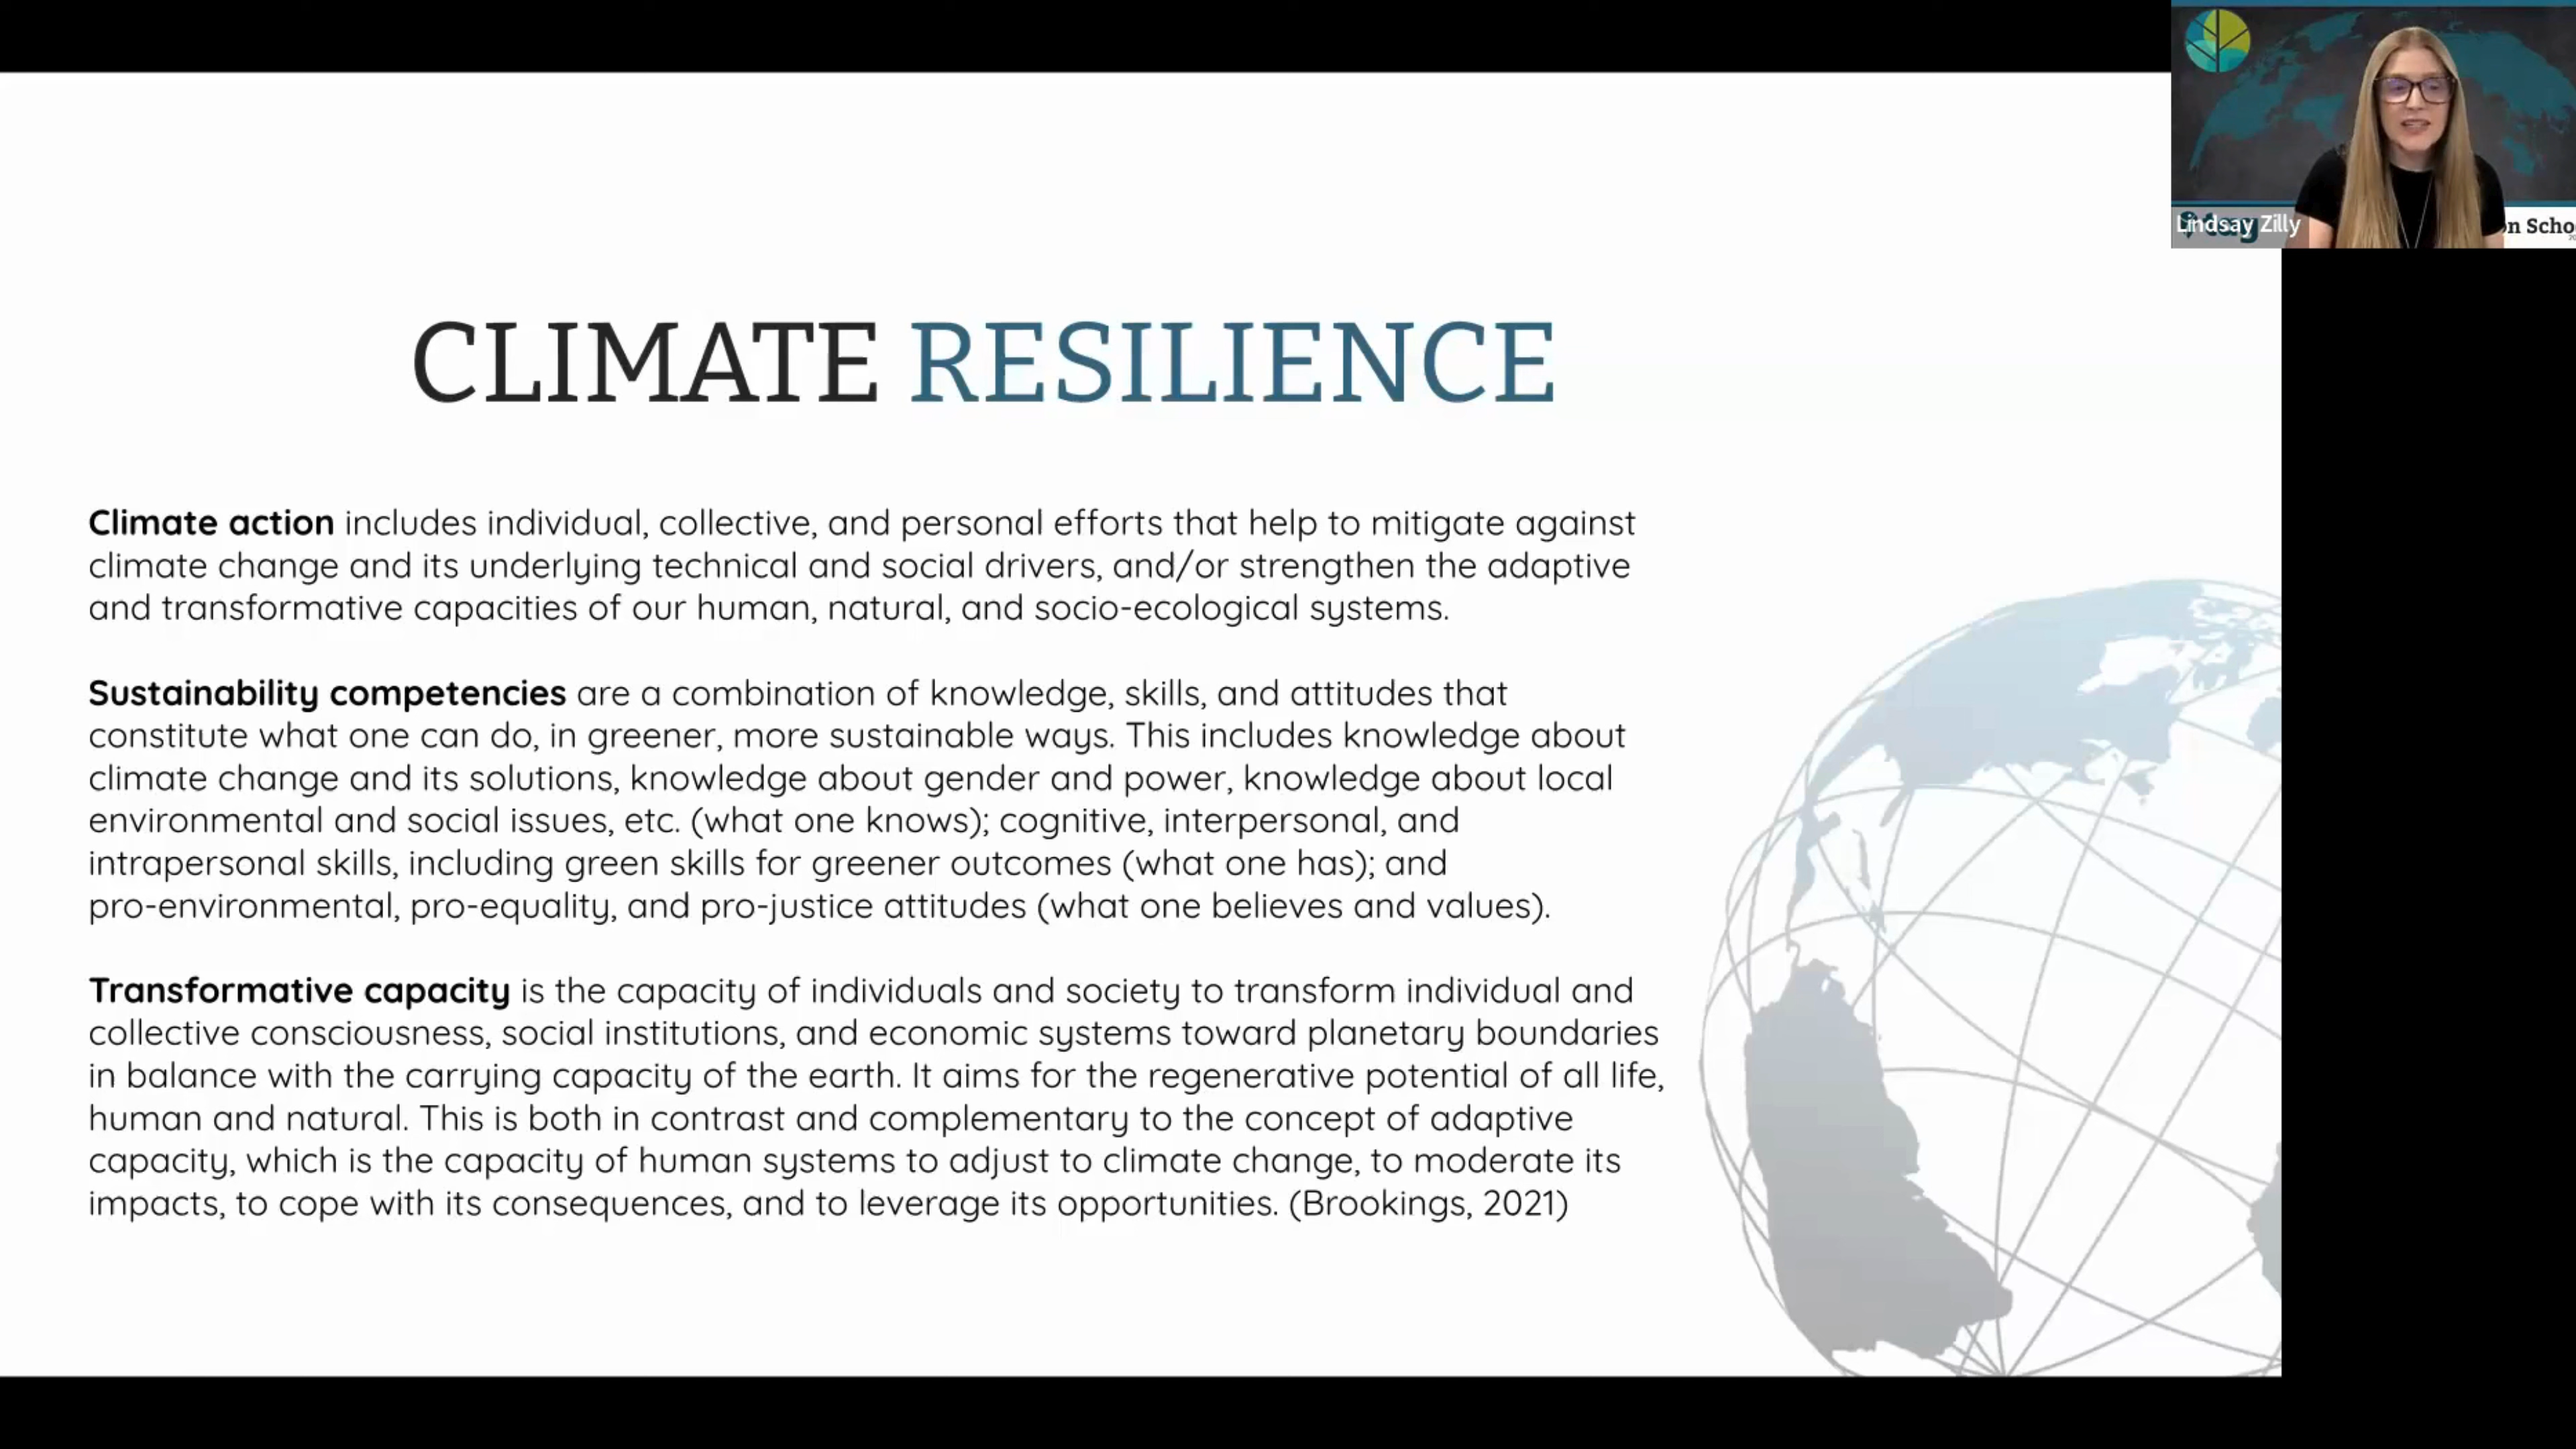 CLIMATE RESILIENCE
Climate action includes individual, collective, and personal efforts that help to mitigate against
climate change and its underlying technical and social drivers, and/or strengthen the adaptive
and transformative capacities of our human, natural, and socio-ecological systems.
Sustainability competencies are a combination of knowledge, skills, and attitudes that
constitute what one can do, in greener, more sustainable ways. This includes knowledge about
climate change and its solutions, knowledge about gender and power, knowledge about local
environmental and social issues, etc. (what one knows); cognitive, interpersonal, and
intrapersonal skills, including green skills for greener outcomes (what one has); and
pro-environmental, pro-equality, and pro-justice attitudes (what one believes and values).
Transformative capacity is the capacity of individuals and society to transform individual and
collective consciousness, social institutions, and economic systems toward planetary boundaries
in balance with the carrying capacity of the earth. It aims for the regenerative potential of all life,
human and natural. This is both in contrast and complementary to the concept of adaptive
capacity, which is the capacity of human systems to adjust to climate change, to moderate its
impacts, to cope with its consequences, and to leverage its opportunities. (Brookings, 2021)
Lindsay Zilly
n Scho